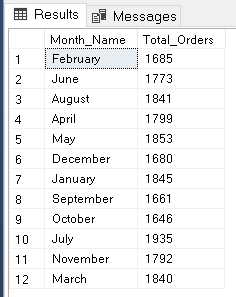 Results Messages
Month_Name Total_Orders
1 February 1685
2 June 1773
3 August 1841
4 April 1799
5 May 1853
6 December 1680
7 January 1845
8 September 1661
9 October 1646
10 July 1935
11 November 1792
12 March 1840